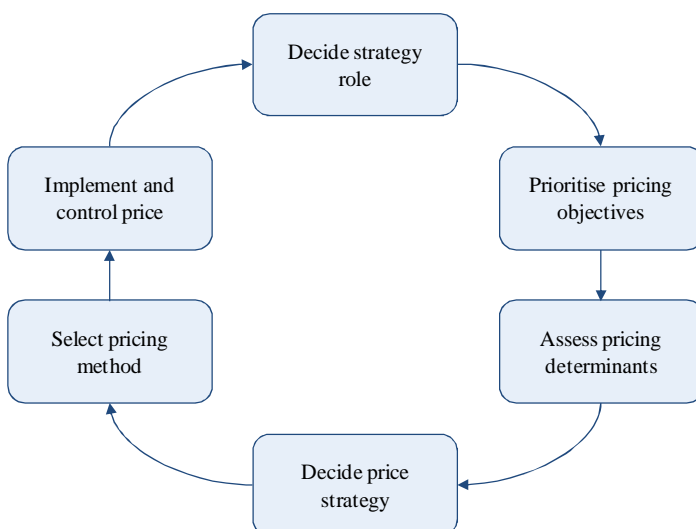 Decide strategy
role
Prioritise pricing
objectives
Assess pricing
determinants
Decide price
strategy
Select pricing
method
Implement and
control price